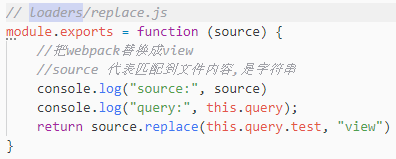 // Loaders/replace.js
module.exports = function (source) {
//把webpack替换成view
//source 代表匹配到文件内容,是字符串
console.log("source:", source)
console.log("query:", this.query);
return source.replace(this.query.test, "view")
}